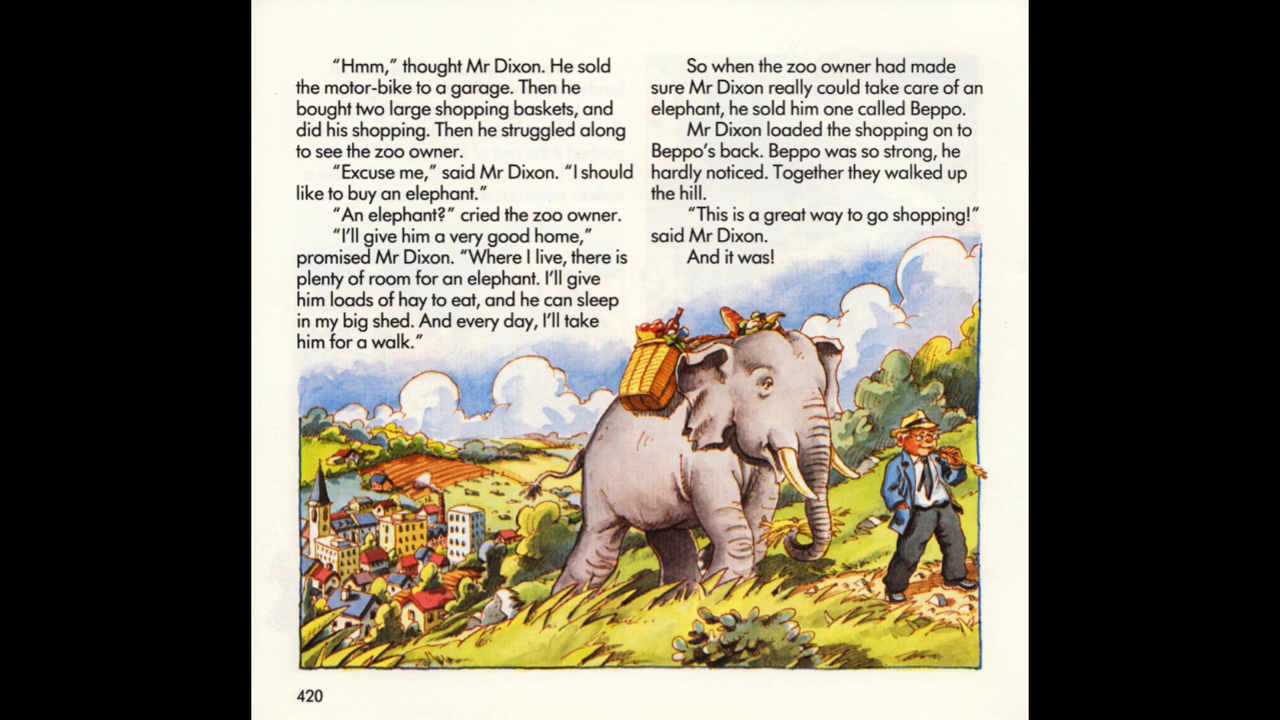 "Hmm," thought Mr Dixon. He sold
the motor-bike to a garage. Then he
bought two large shopping baskets, and
did his shopping. Then he struggled along
to see the zoo owner.
"Excuse me," said Mr Dixon. "I should
like to buy an elephant."
"An elephant?" cried the zoo owner.
"I'll give him a very good home,"
promised Mr Dixon. "Where I live, there is
plenty of room for an elephant. I'll give
him loads of hay to eat, and he can sleep
in my big shed. And every day, I'll take
him for a walk."
So when the zoo owner had made
sure Mr Dixon really could take care of an
elephant, he sold him one called Beppo.
Mr Dixon loaded the shopping on to
Beppo's back. Beppo was so strong, he
hardly noticed. Together they walked up
the hill.
"This is a great way to go shopping!"
said Mr Dixon.
And it was!
420